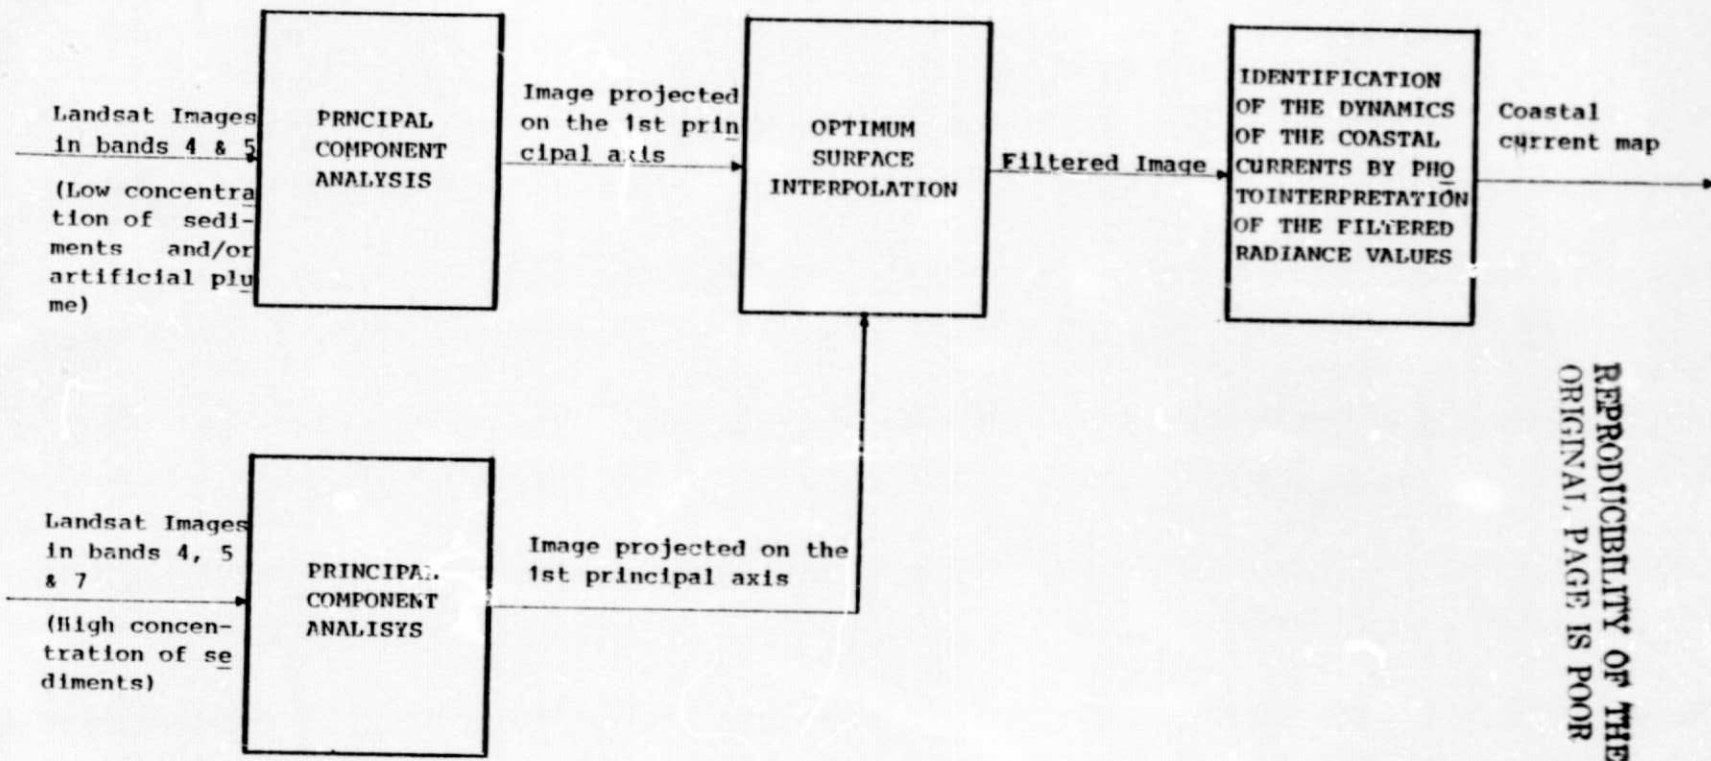 Landsat Images
in bands 4 & 5
(Low concentra
tion of sedi-
ments and/or
artificial plu
me)
PRNCIPAL
COMPONENT
ANALYSIS
Image projected
on the 1st prin
cipal axis
OPTIMUM
SURFACE
INTERPOLATION
Filtered Image
IDENTIFICATION
OF THE DYNAMICS
OF THE COASTAL
CURRENTS BY PHO
TOINTERPRETATION
OF THE FILTERED
RADIANCE VALUES
Coastal
current map
Landsat Images
in bands 4, 5
& 7
(High concen-
tration of se
diments)
PRINCIPAL
COMPONENT
ANALISYS
Image projected on the
1st principal axis
REPRODUCIBILITY OF THE
ORIGINAL PAGE IS POOR